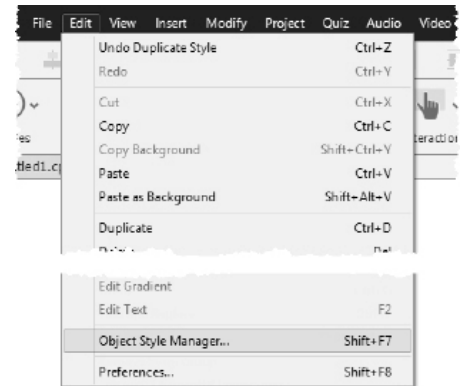 File Edit View Insert Modify Project Quiz Audio Video
Undo Duplicate Style Ctrl+Z
Redo Ctrl+Y
Cut Ctrl+X
Copy Ctrl+C
Copy Background Shift+Ctrl+Y
Paste Ctrl+V
Paste as Background Shift+Alt+V
Duplicate Ctrl+D
Edit Gradient
Edit Text F2
Object Style Manager... Shift+F7
Preferences... Shift+F8